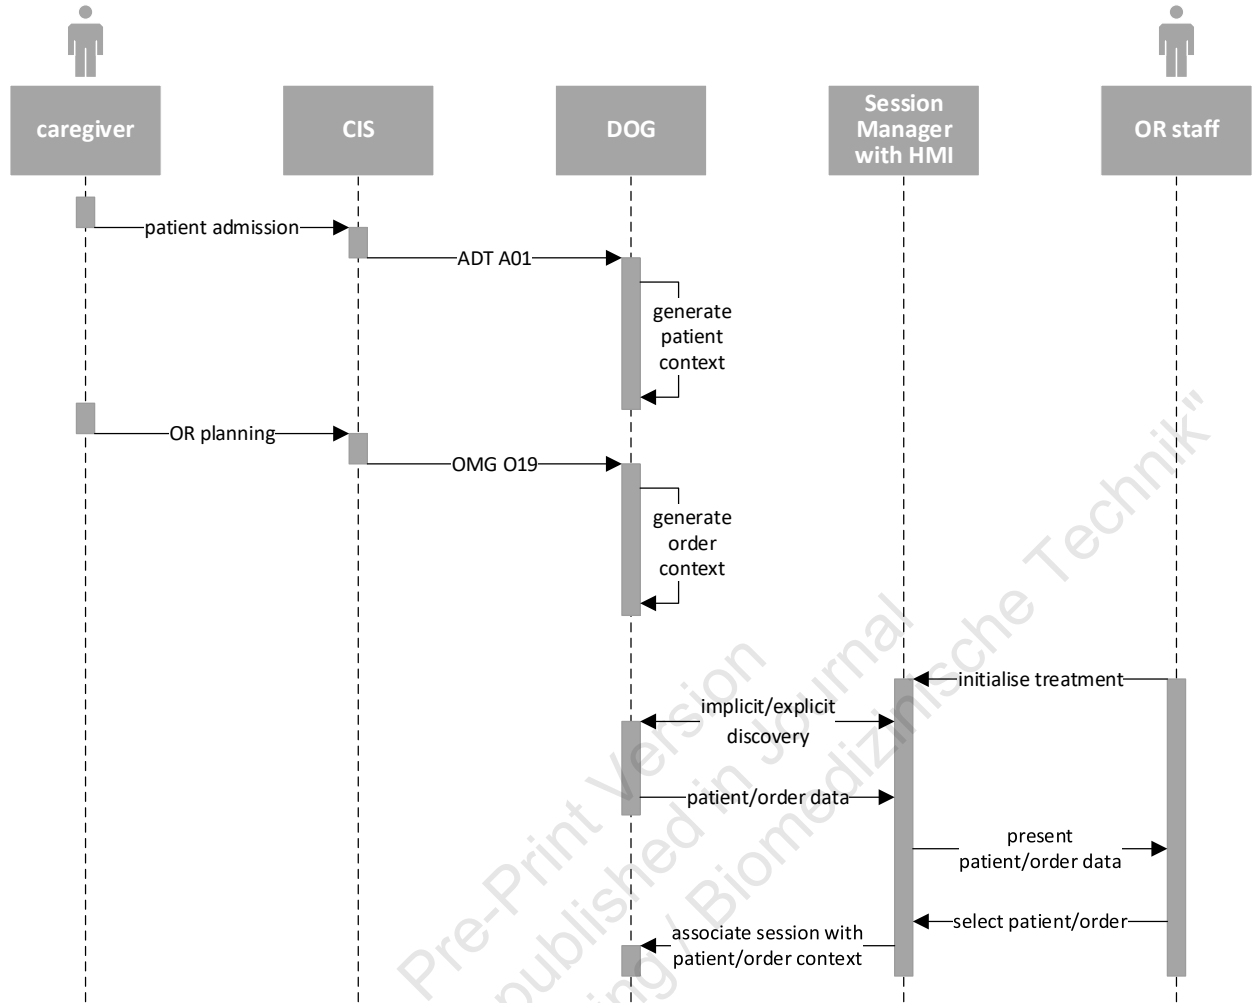 caregiver
CIS
DOG
Session
Manager
with HMI
OR staff
patient admission
ADT A01
generate
patient
context
OR planning
OMG O19
generate
order
context
initialise treatment
implicit/explicit
discovery
patient/order data
present
patient/order data
select patient/order
associate session with
patient/order context
Pre-Print Version
published in Journal
/ Biomedizinische Technik"